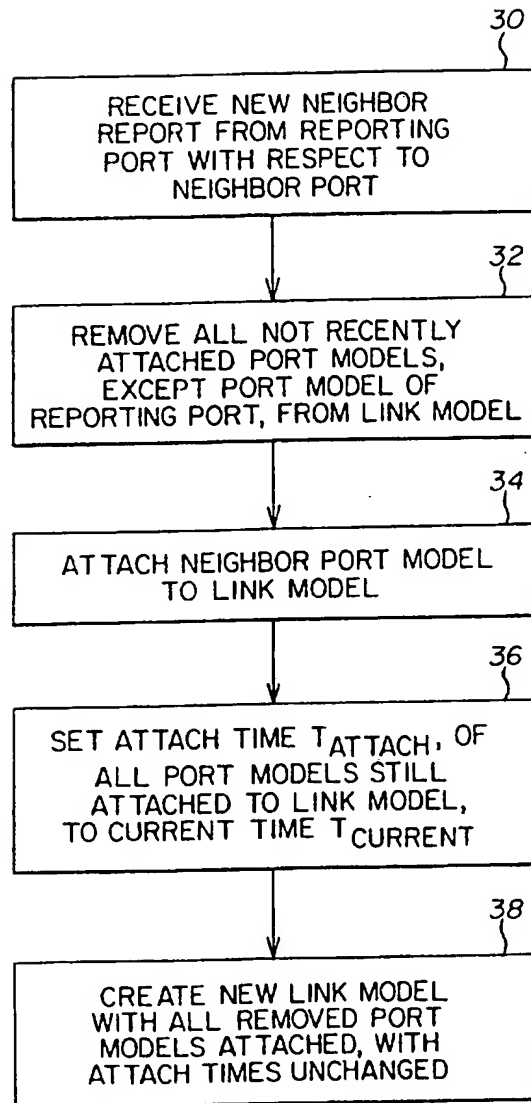 30
RECEIVE NEW NEIGHBOR
REPORT FROM REPORTING
PORT WITH RESPECT TO
NEIGHBOR PORT
32
REMOVE ALL NOT RECENTLY
ATTACHED PORT MODELS,
EXCEPT PORT MODEL OF
REPORTING PORT, FROM LINK MODEL
34
ATTACH NEIGHBOR PORT MODEL
TO LINK MODEL
36
SET ATTACH TIME TATTACH, OF
ALL PORT MODELS STILL
ATTACHED TO LINK MODEL,
TO CURRENT TIME TCURRENT
38
CREATE NEW LINK MODEL
WITH ALL REMOVED PORT
MODELS ATTACHED, WITH
ATTACH TIMES UNCHANGED